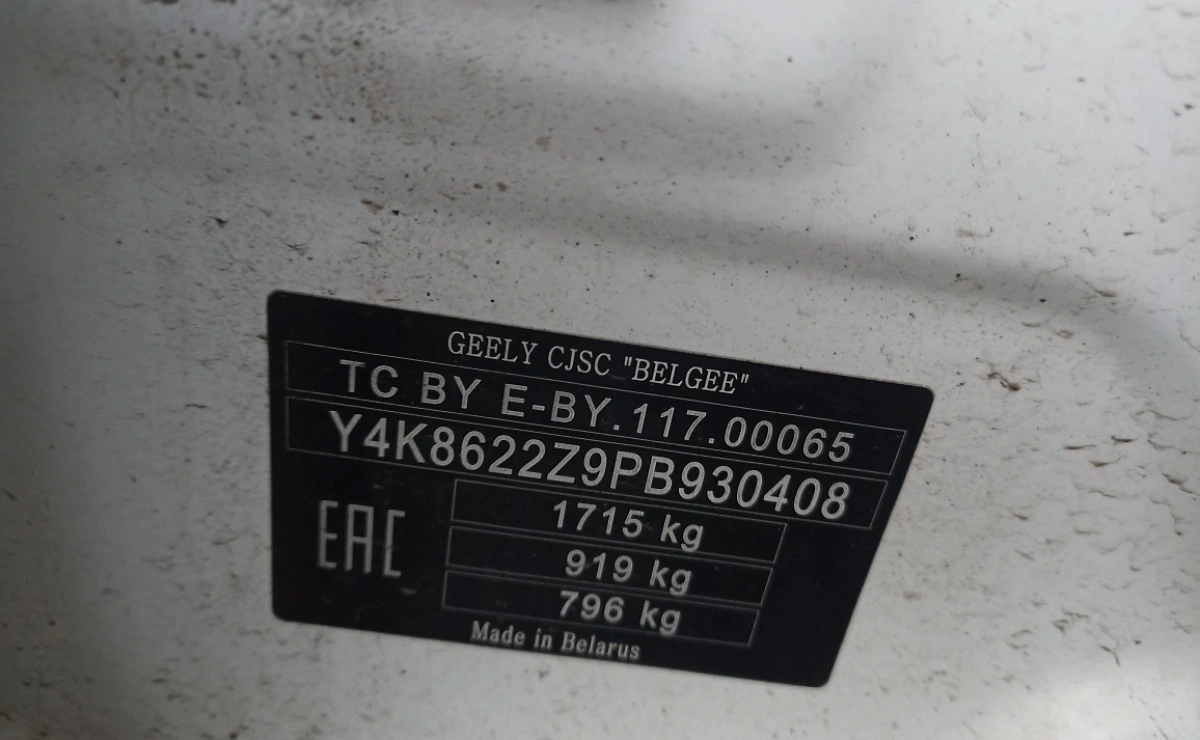 GEELY CJSC "BELGEE"
TC BY E-BY.117.00065
Y4K8622Z9PB930408
1715 kg
EAC
919 kg
796 kg
Made in Belarus